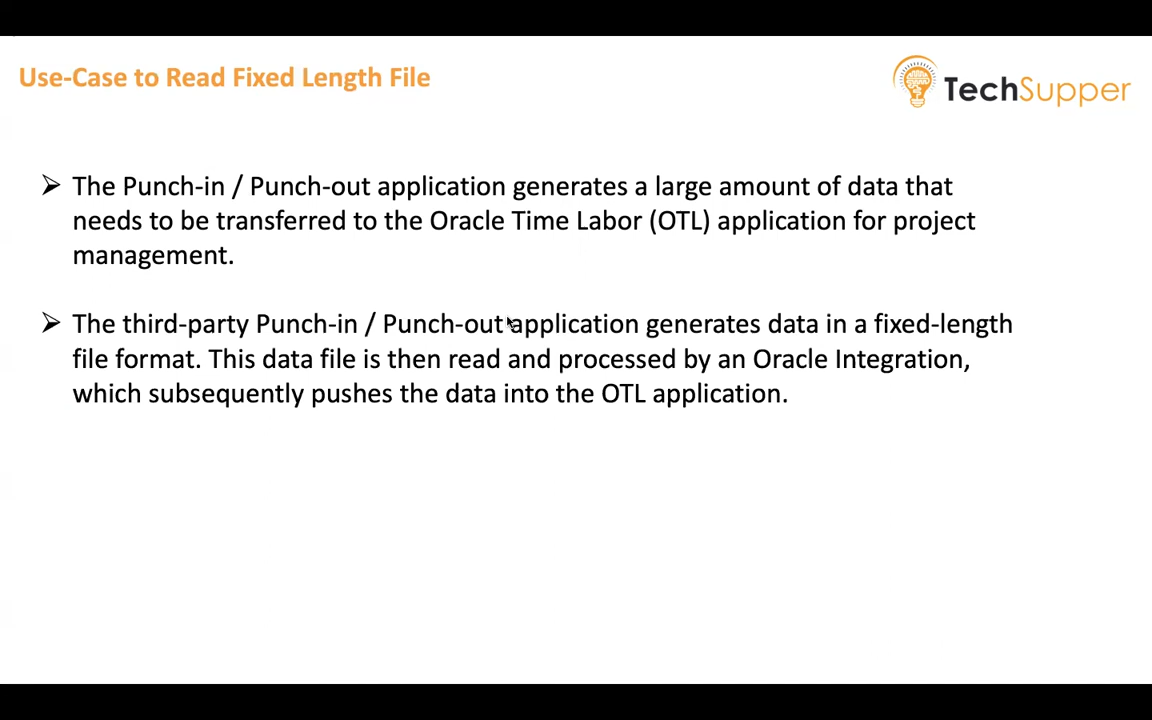 Use-Case to Read Fixed Length File
TechSupper
The Punch-in / Punch-out application generates a large amount of data that
needs to be transferred to the Oracle Time Labor (OTL) application for project
management.
The third-party Punch-in / Punch-out application generates data in a fixed-length
file format. This data file is then read and processed by an Oracle Integration,
which subsequently pushes the data into the OTL application.